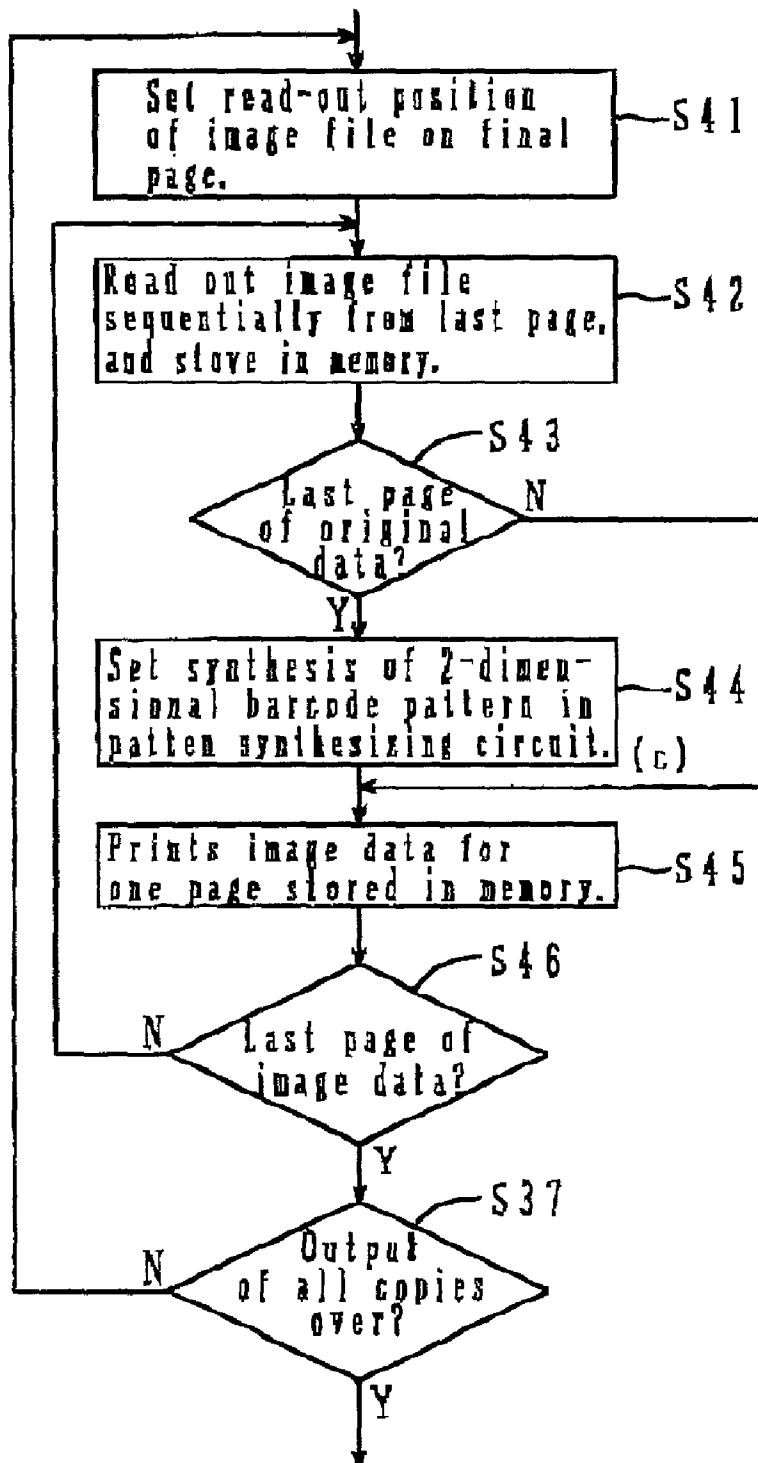 Set read-out position
of image file on final
page.
S41
Read out image file
sequentially from last page,
and stove in memory.
S42
S43
Last page
of original
data?
N
Y
Set synthesis of 2-dimen-
sional barcode pattern in
patten synthesizing circuit.
S44
(c)
Prints image data for
one page stored in memory.
S45
S46
Last page of
image data?
N
Y
S37
Output
of all copies
over?
N
Y